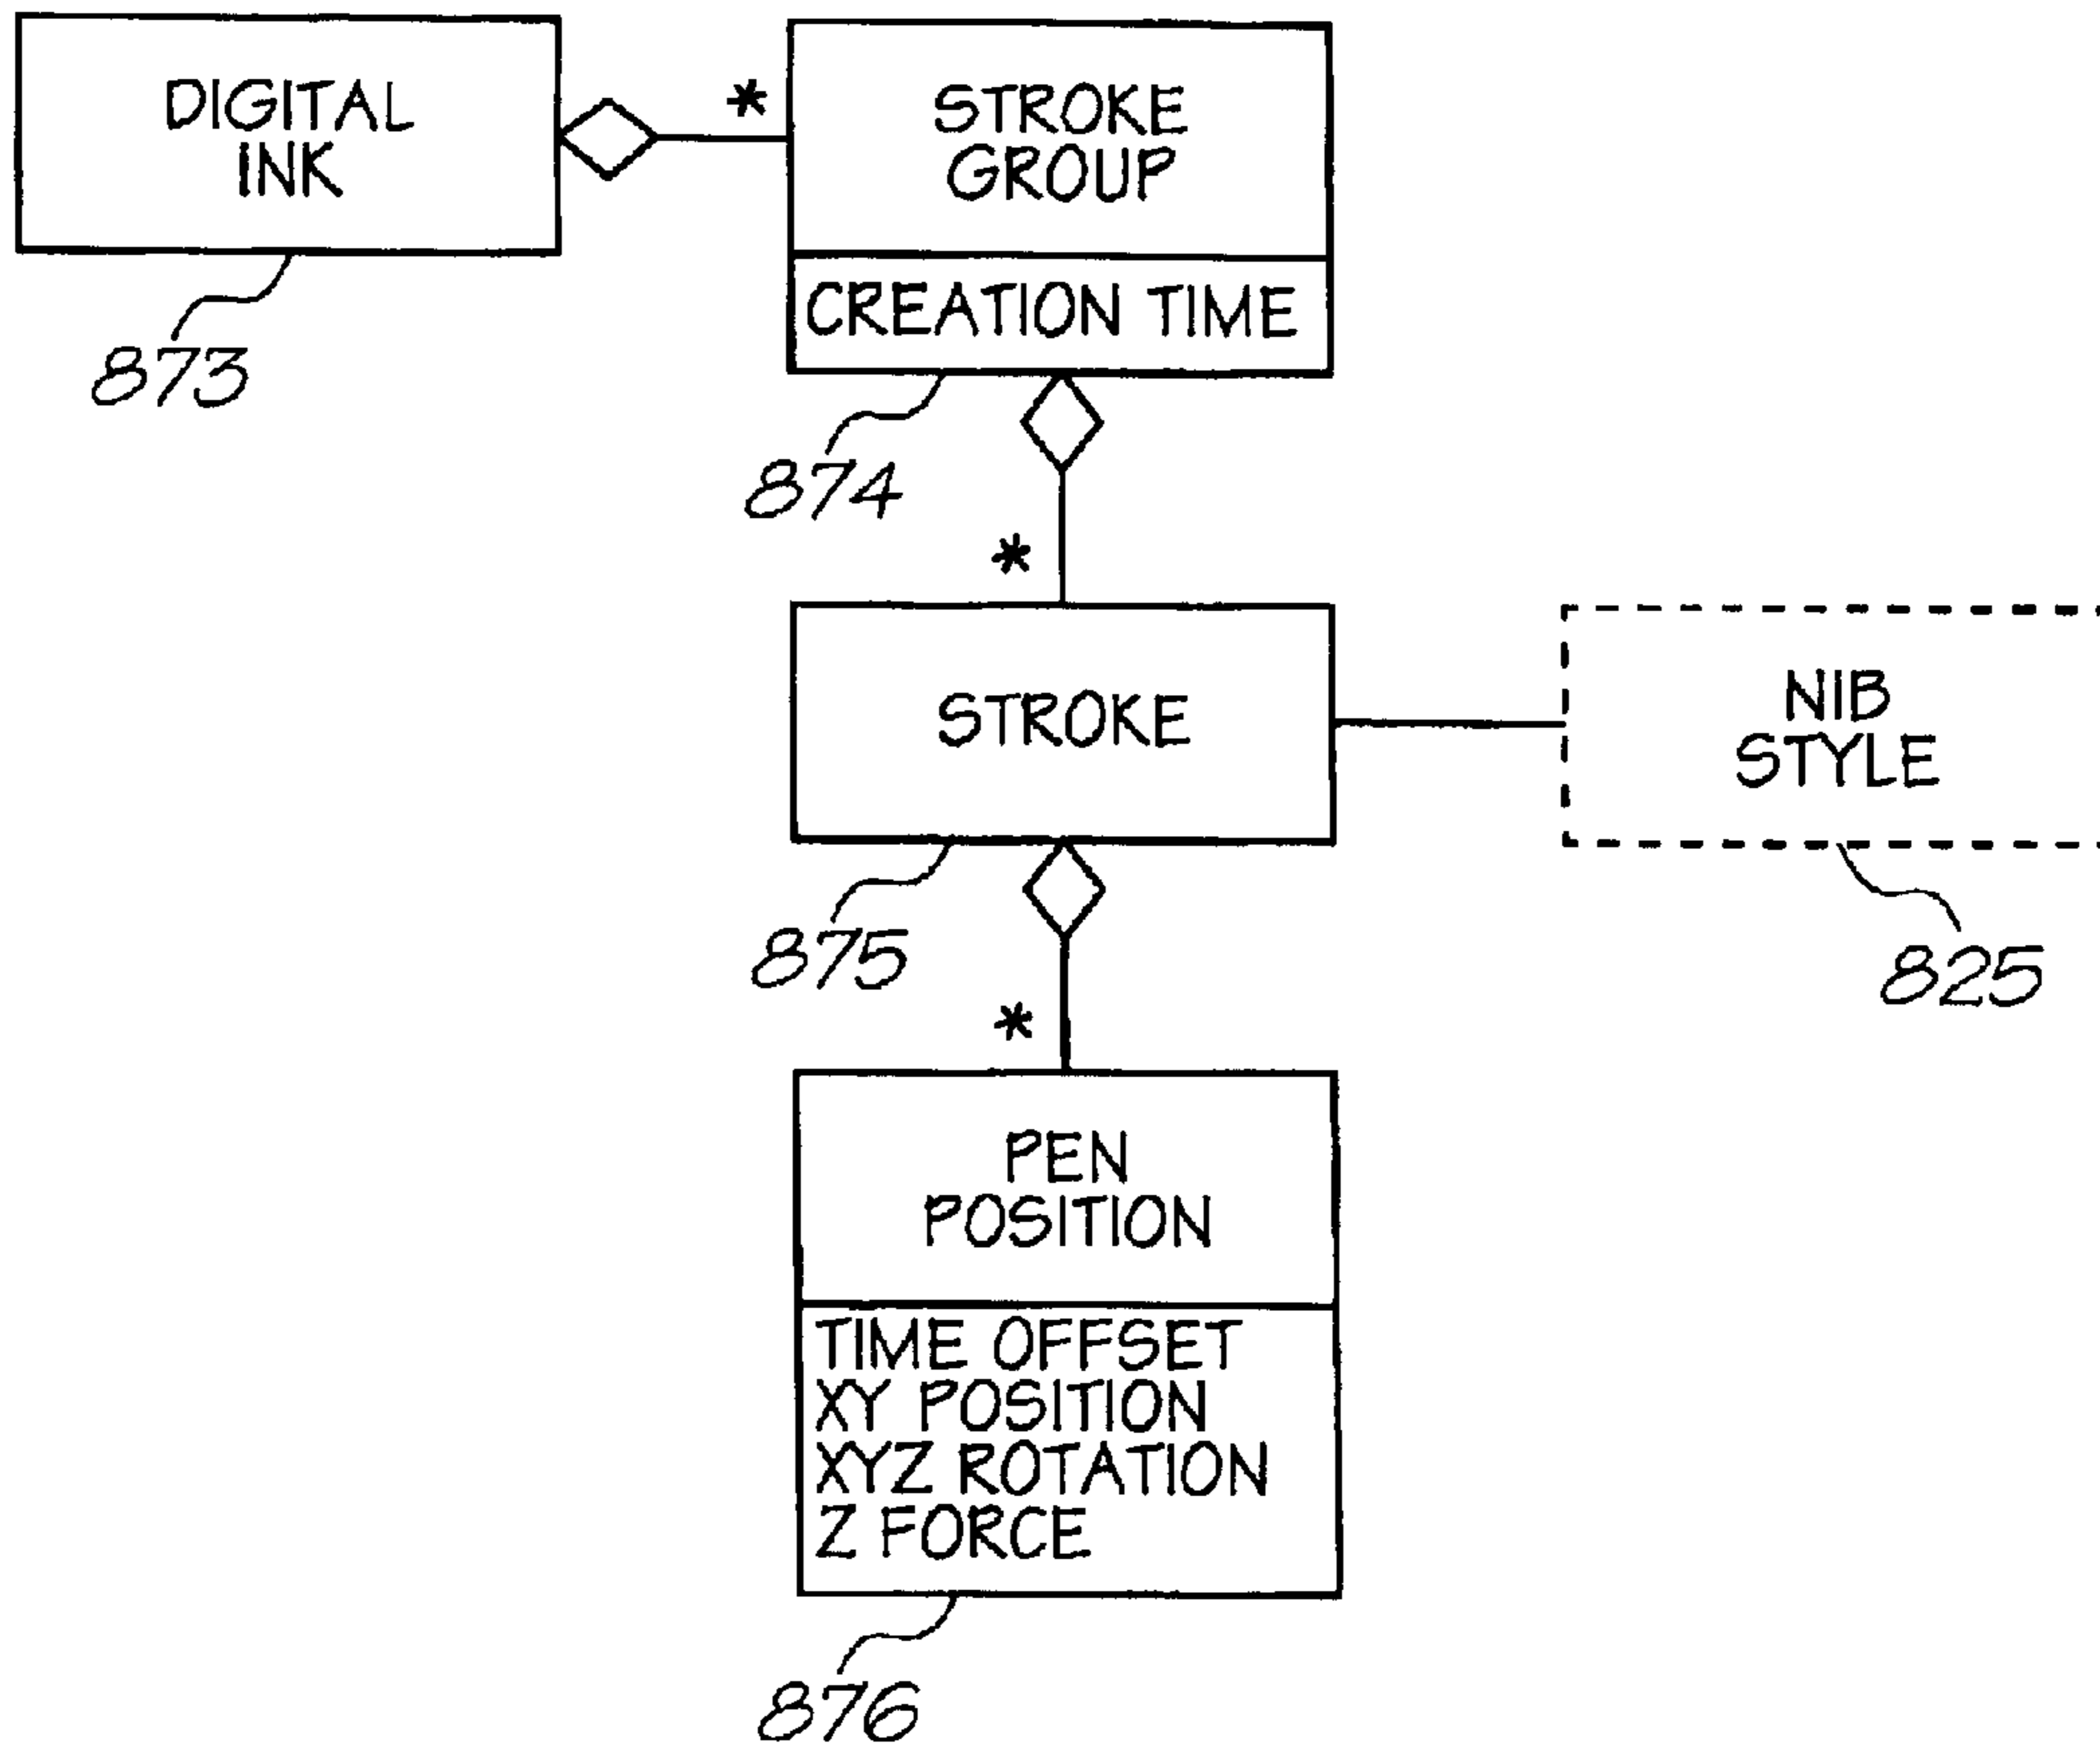 DIGITAL
INK
873
*
STROKE
GROUP
CREATION TIME
874
*
STROKE
875
NIB
STYLE
825
*
PEN
POSITION
TIME OFFSET
XY POSITION
XYZ ROTATION
Z FORCE
876